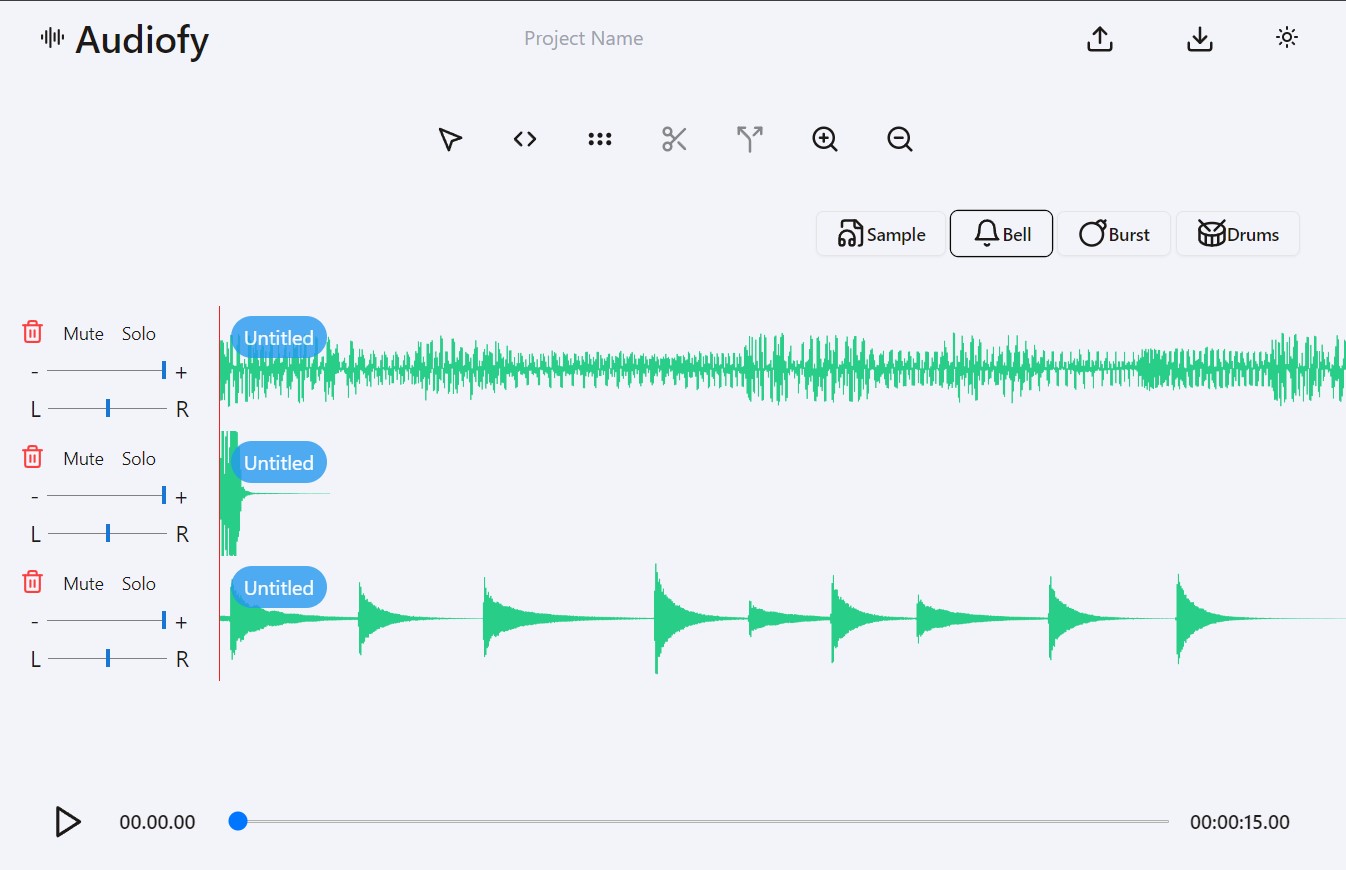 Audiofy
Project Name
Sample
Bell
Burst
Drums
Mute Solo
Untitled
- +
L R
Mute Solo
Untitled
- +
L R
Mute Solo
Untitled
- +
L R
00.00.00
00:00:15.00